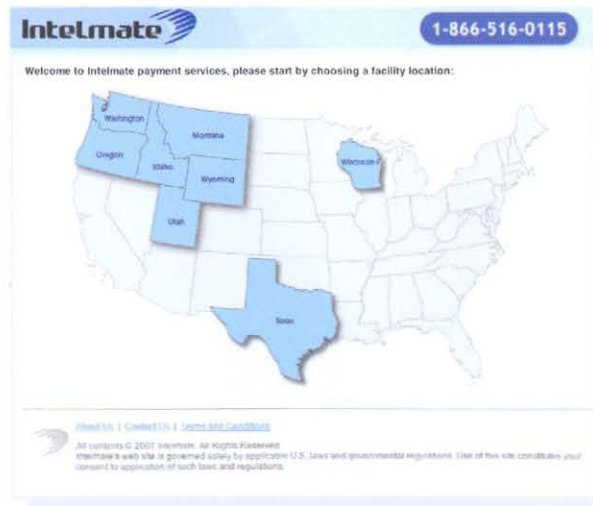 Intelmate
1-866-516-0115
Welcome to Intelmate payment services, please start by choosing a facility location:
Washington
Montana
Oregon
Idaho
Wyoming
Wisconsin
Utah
Texas
About Us | Contact Us | Terms and Conditions
All contents © 2007 Intelmate. All Rights Reserved
Intelmate's web site is governed solely by applicable U.S. laws and governmental regulations. Use of this site constitutes your
consent to application of such laws and regulations.